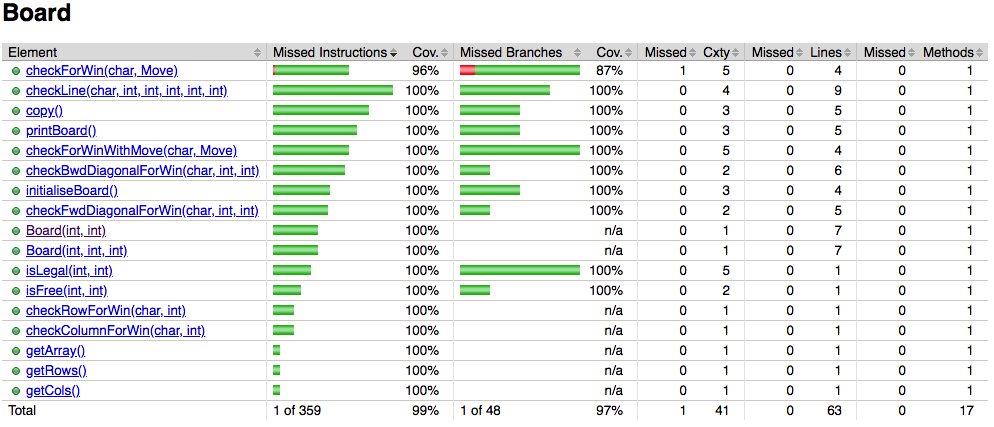 Board
Element Missed Instructions Cov. Missed Branches Cov. Missed Cxty Missed Lines Missed Methods
checkForWin(char, Move) 96% 87% 1 5 0 4 0 1
checkLine(char, int, int, int, int, int) 100% 100% 0 4 0 9 0 1
copy() 100% 100% 0 3 0 5 0 1
printBoard() 100% 100% 0 3 0 5 0 1
checkForWinWithMove(char, Move) 100% 100% 0 5 0 4 0 1
checkBwdDiagonalForWin(char, int, int) 100% 100% 0 2 0 6 0 1
initialiseBoard() 100% 100% 0 3 0 4 0 1
checkFwdDiagonalForWin(char, int, int) 100% 100% 0 2 0 5 0 1
Board(int, int) 100% n/a 0 1 0 7 0 1
Board(int, int, int) 100% n/a 0 1 0 7 0 1
isLegal(int, int) 100% 100% 0 5 0 1 0 1
isFree(int, int) 100% 100% 0 2 0 1 0 1
checkRowForWin(char, int) 100% n/a 0 1 0 1 0 1
checkColumnForWin(char, int) 100% n/a 0 1 0 1 0 1
getArray() 100% n/a 0 1 0 1 0 1
getRows() 100% n/a 0 1 0 1 0 1
getCols() 100% n/a 0 1 0 1 0 1
Total 1 of 359 99% 1 of 48 97% 1 41 0 63 0 17